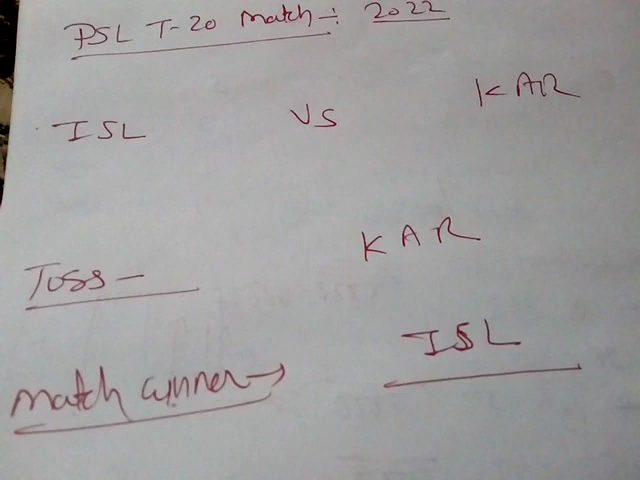 PSL T-20 Match-: 2022
ISL VS KAR
Toss- KAR
Match winner→ ISL